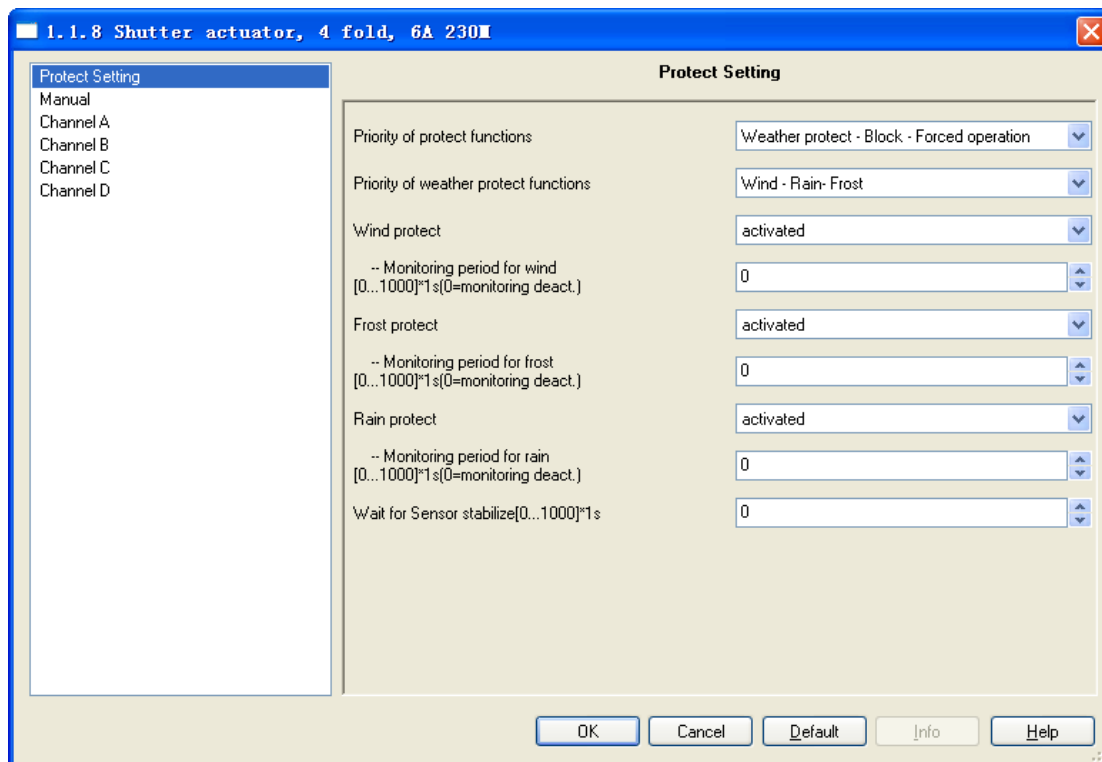 1.1.8 Shutter actuator, 4 fold, 6A 230M
Protect Setting
Manual
Channel A
Channel B
Channel C
Channel D
Protect Setting
Priority of protect functions
Weather protect - Block - Forced operation
Priority of weather protect functions
Wind - Rain- Frost
Wind protect
activated
-- Monitoring period for wind
[0...1000]*1s(0=monitoring deact.)
0
Frost protect
activated
-- Monitoring period for frost
[0...1000]*1s(0=monitoring deact.)
0
Rain protect
activated
-- Monitoring period for rain
[0...1000]*1s(0=monitoring deact.)
0
Wait for Sensor stabilize[0...1000]*1s
0
OK
Cancel
Default
Info
Help